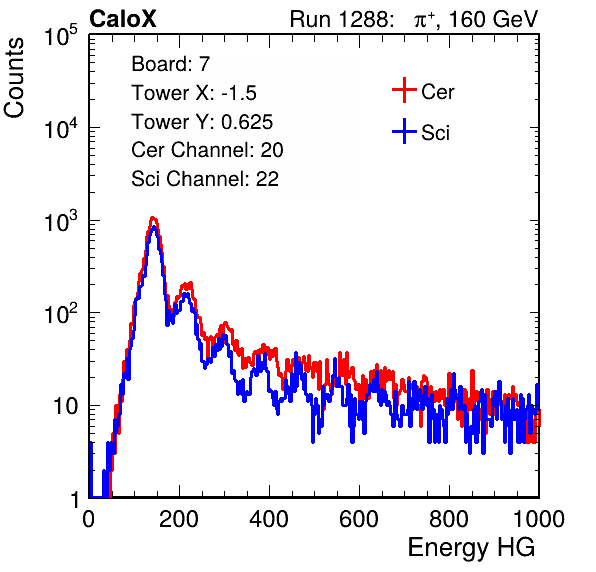 CaloX Run 1288: π⁺, 160 GeV
Board: 7
Tower X: -1.5
Tower Y: 0.625
Cer Channel: 20
Sci Channel: 22
Cer
Sci
Counts
10⁵
10⁴
10³
10²
10
1
0 200 400 600 800 1000
Energy HG